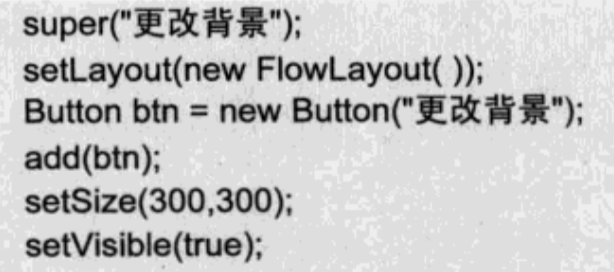 super("更改背景");
setLayout(new FlowLayout( ));
Button btn = new Button("更改背景");
add(btn);
setSize(300,300);
setVisible(true);